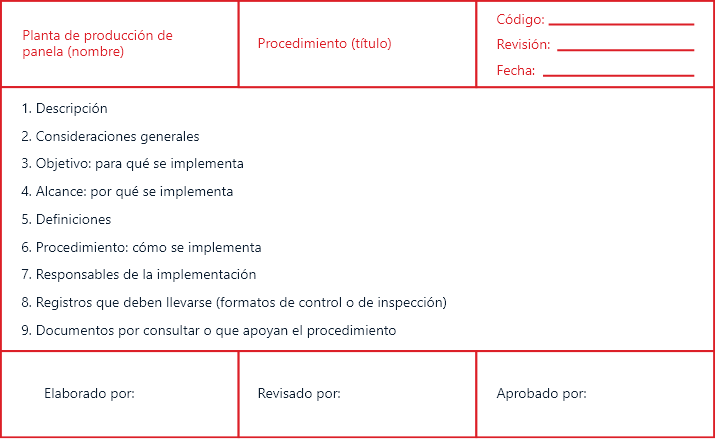 Planta de producción de
panela (nombre)
Procedimiento (título)
Código:
Revisión:
Fecha:
1. Descripción
2. Consideraciones generales
3. Objetivo: para qué se implementa
4. Alcance: por qué se implementa
5. Definiciones
6. Procedimiento: cómo se implementa
7. Responsables de la implementación
8. Registros que deben llevarse (formatos de control o de inspección)
9. Documentos por consultar o que apoyan el procedimiento
Elaborado por:
Revisado por:
Aprobado por: